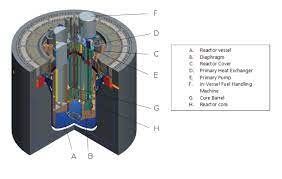 F
D
C
E
G
H
A
B
A. Reactor vessel
B. Diaphragm
C. Reactor Cover
D. Primary Heat Exchanger
E. Primary Pump
F. In-Vessel Fuel Handling
Machine
G. Core Barrel
H. Reactor core